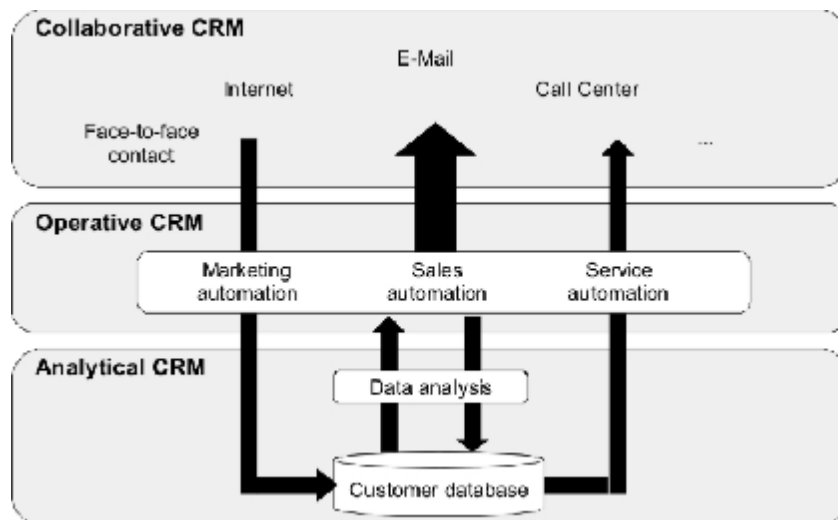 Collaborative CRM
E-Mail
Internet
Call Center
Face-to-face
contact
...
Operative CRM
Marketing
automation
Sales
automation
Service
automation
Analytical CRM
Data analysis
Customer database